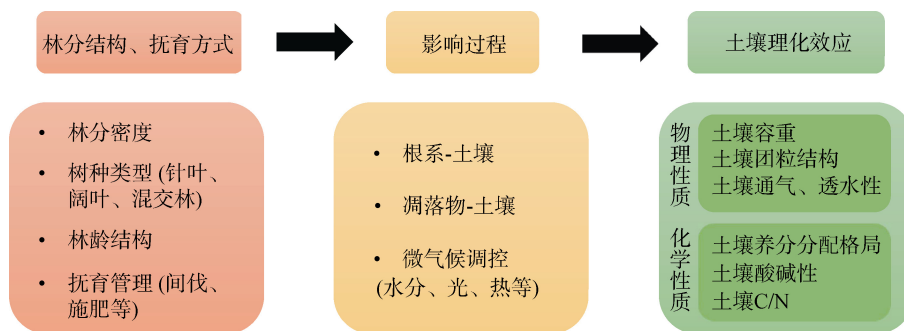 林分结构、抚育方式
影响过程
土壤理化效应
• 林分密度
• 树种类型 (针叶、
阔叶、混交林)
• 林龄结构
• 抚育管理 (间伐、
施肥等)
• 根系-土壤
• 凋落物-土壤
• 微气候调控
(水分、光、热等)
物理性质
土壤容重
土壤团粒结构
土壤通气、透水性
化学性质
土壤养分分配格局
土壤酸碱性
土壤C/N